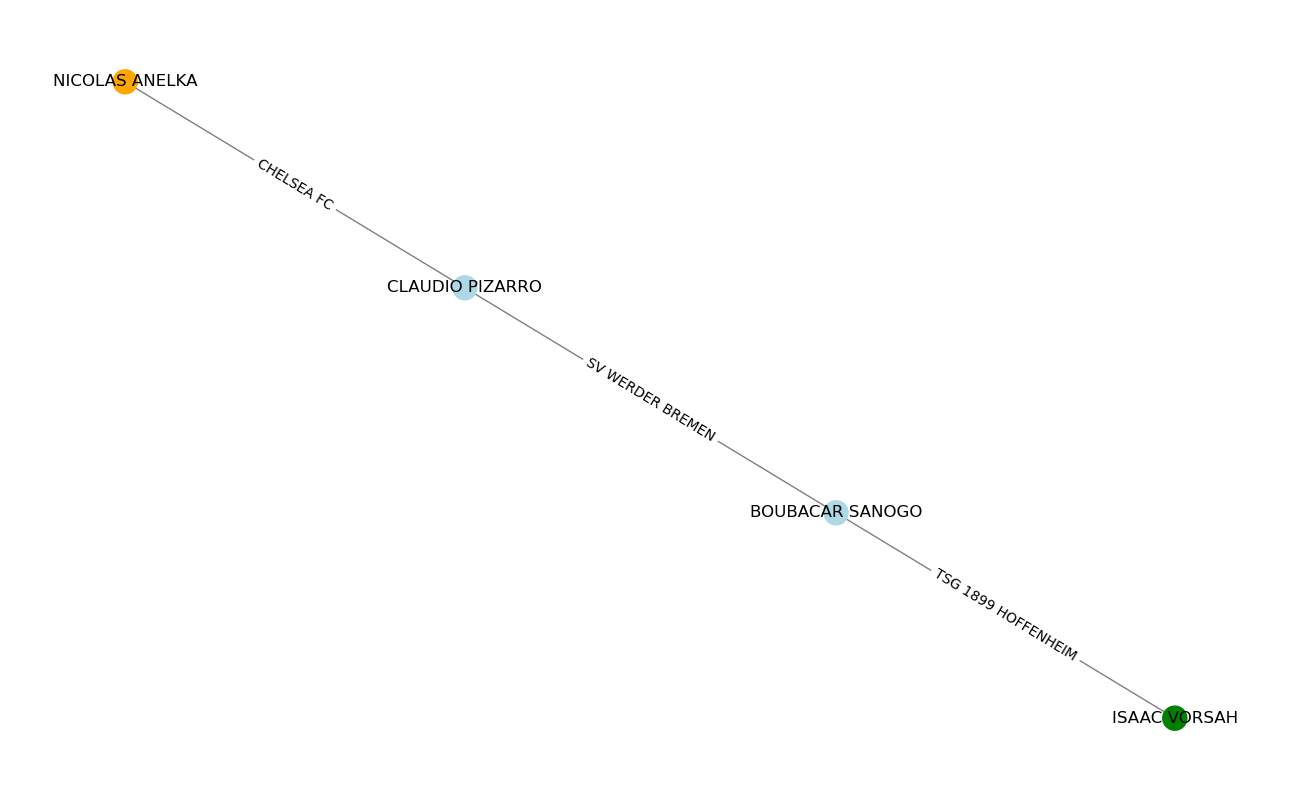 NICOLAS ANELKA
CHELSEA FC
CLAUDIO PIZARRO
SV WERDER BREMEN
BOUBACAR SANOGO
TSG 1899 HOFFENHEIM
ISAAC VORSAH